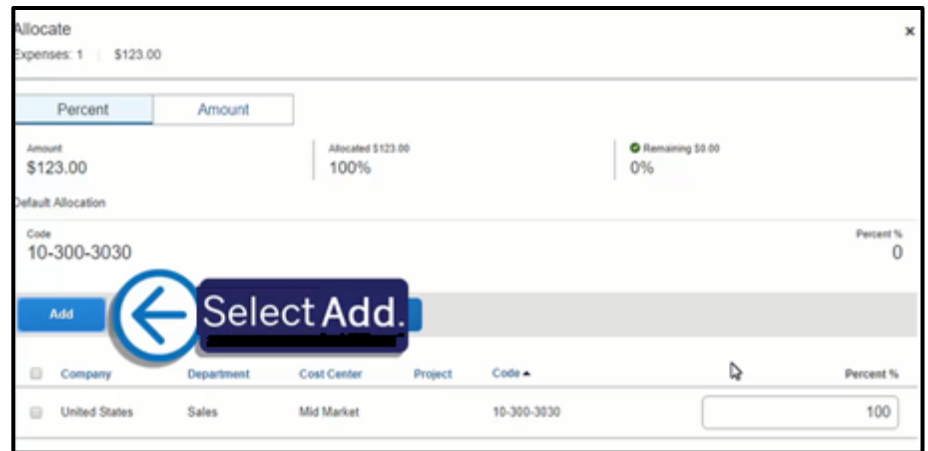 Allocate
x
Expenses: 1 | $123.00
Percent Amount
Amount Allocated $123.00 Remaining $0.00
$123.00 100% 0%
Default Allocation
Code Percent %
10-300-3030 0
Add Select Add.
Company Department Cost Center Project Code Percent %
United States Sales Mid Market 10-300-3030 100